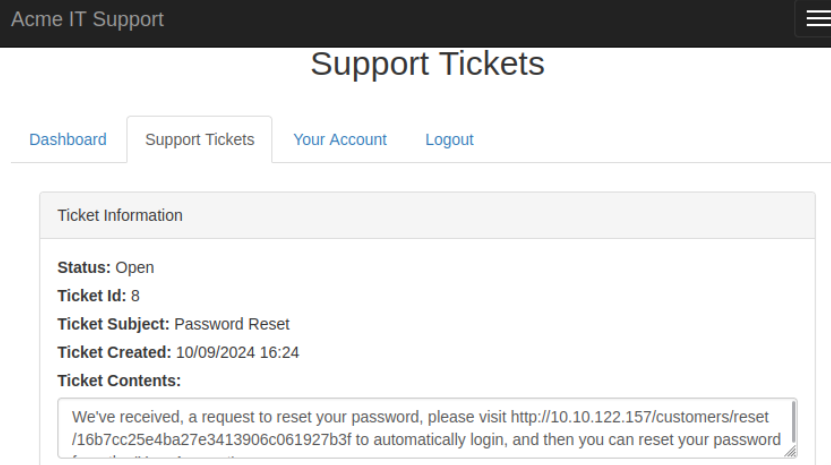 Acme IT Support
Support Tickets
Dashboard Support Tickets Your Account Logout
Ticket Information
Status: Open
Ticket Id: 8
Ticket Subject: Password Reset
Ticket Created: 10/09/2024 16:24
Ticket Contents:
We've received, a request to reset your password, please visit http://10.10.122.157/customers/reset
/16b7cc25e4ba27e3413906c061927b3f to automatically login, and then you can reset your password